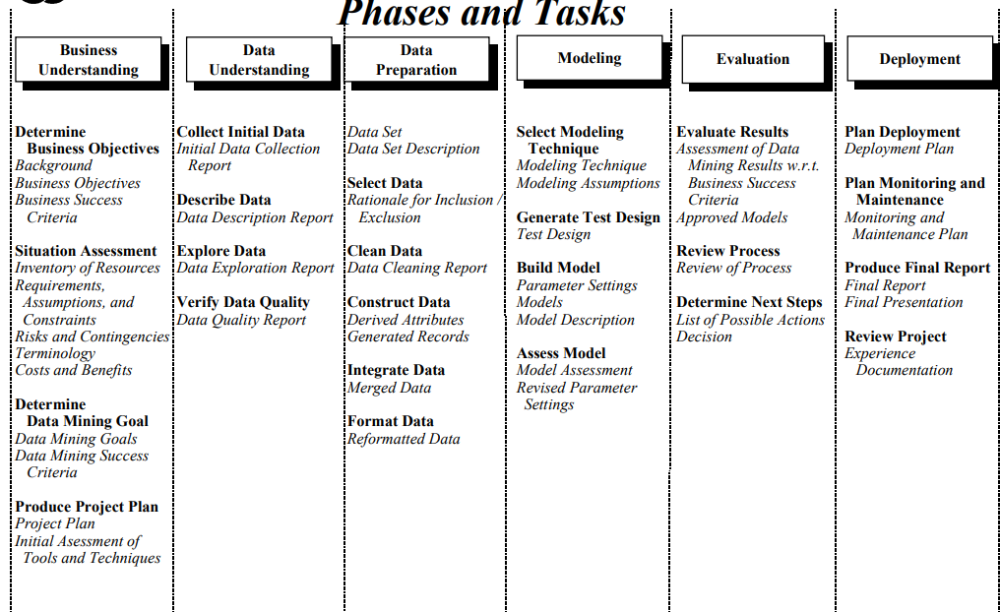 Phases and Tasks
Business
Understanding
Determine
Business Objectives
Background
Business Objectives
Business Success
Criteria
Situation Assessment
Inventory of Resources
Requirements,
Assumptions, and
Constraints
Risks and Contingencies
Terminology
Costs and Benefits
Determine
Data Mining Goal
Data Mining Goals
Data Mining Success
Criteria
Produce Project Plan
Project Plan
Initial Asessment of
Tools and Techniques
Data
Understanding
Collect Initial Data
Initial Data Collection
Report
Describe Data
Data Description Report
Explore Data
Data Exploration Report
Verify Data Quality
Data Quality Report
Data
Preparation
Data Set
Data Set Description
Select Data
Rationale for Inclusion /
Exclusion
Clean Data
Data Cleaning Report
Construct Data
Derived Attributes
Generated Records
Integrate Data
Merged Data
Format Data
Reformatted Data
Modeling
Select Modeling
Technique
Modeling Technique
Modeling Assumptions
Generate Test Design
Test Design
Build Model
Parameter Settings
Models
Model Description
Assess Model
Model Assessment
Revised Parameter
Settings
Evaluation
Evaluate Results
Assessment of Data
Mining Results w.r.t.
Business Success
Criteria
Approved Models
Review Process
Review of Process
Determine Next Steps
List of Possible Actions
Decision
Deployment
Plan Deployment
Deployment Plan
Plan Monitoring and
Maintenance
Monitoring and
Maintenance Plan
Produce Final Report
Final Report
Final Presentation
Review Project
Experience
Documentation